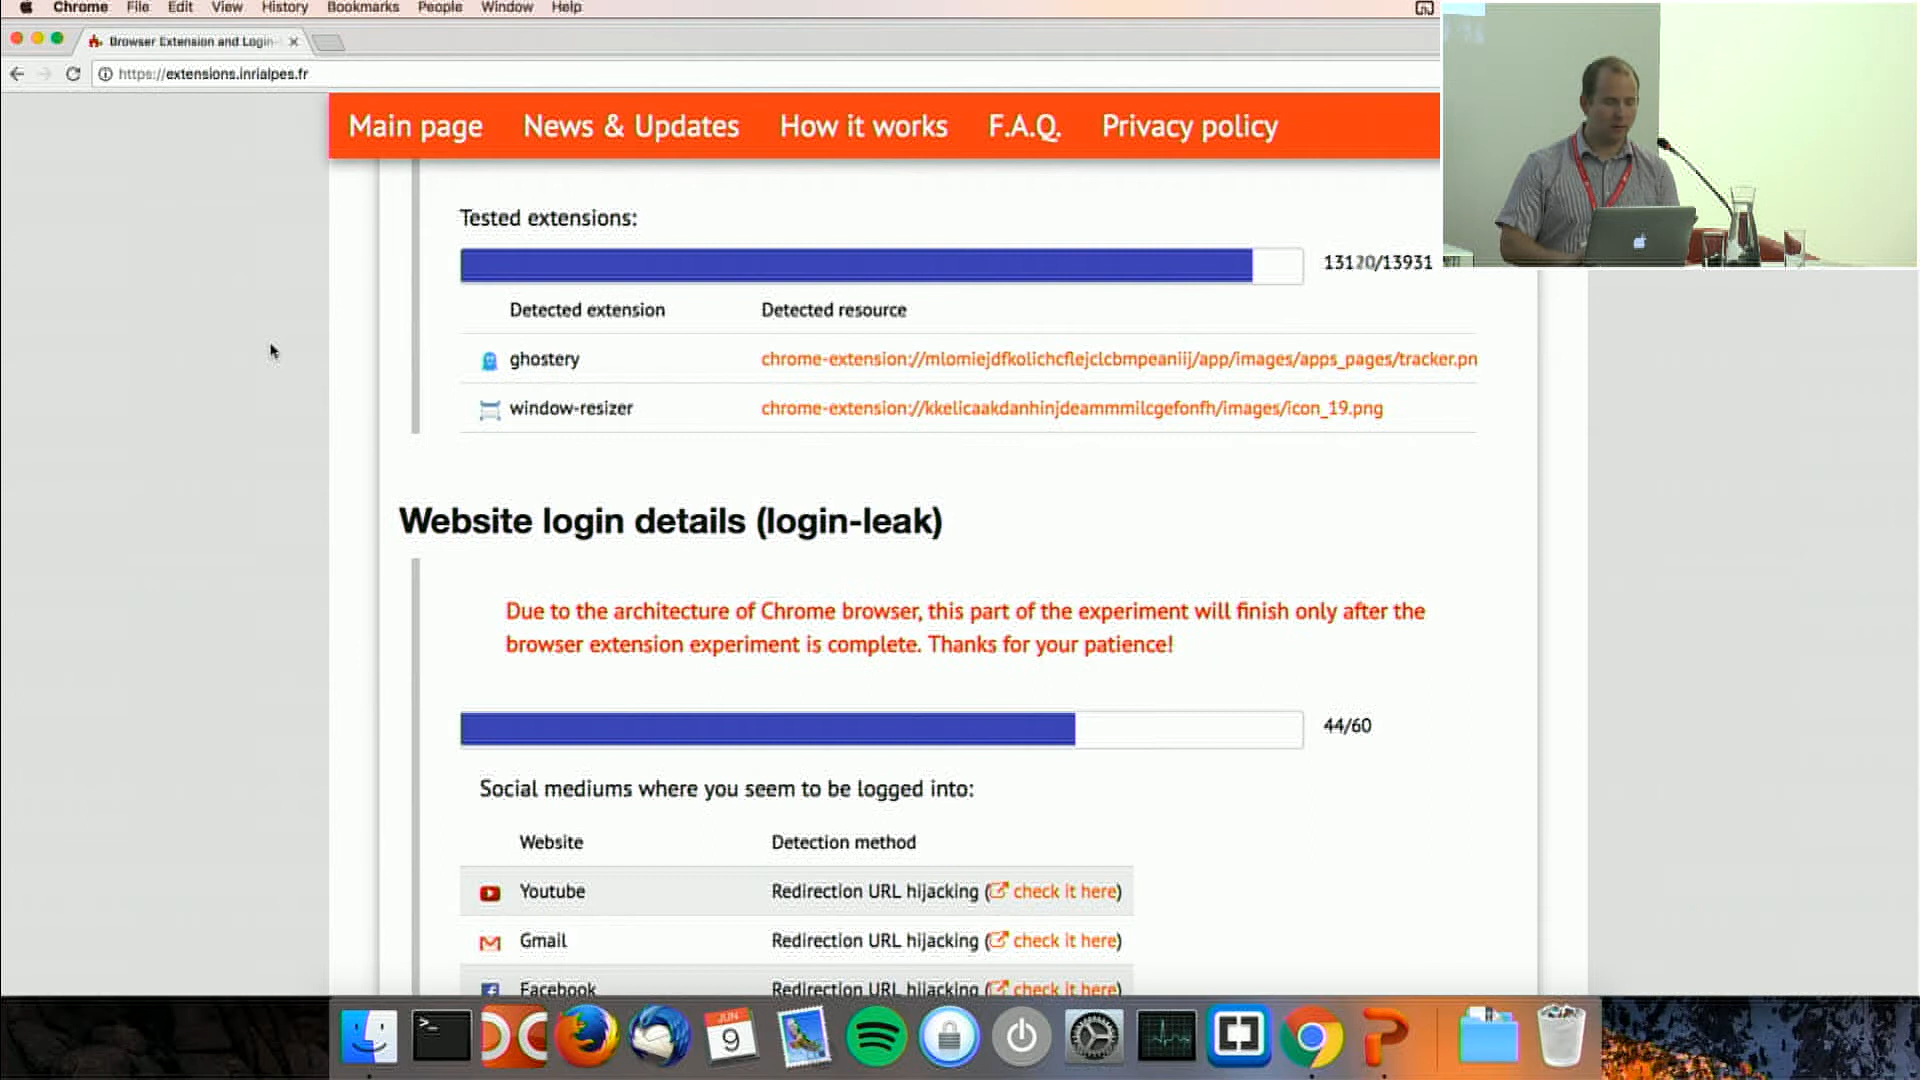 Chrome File Edit View History Bookmarks People Window Help
Browser Extension and Login-
https://extensions.inrialpes.fr
Main page News & Updates How it works F.A.Q. Privacy policy
Tested extensions:
13120/13931
Detected extension Detected resource
ghostery chrome-extension://mlomiejdfkolichcflejclcbmpeaniij/app/images/apps_pages/tracker.pn
window-resizer chrome-extension://kkelicaakdanhinjdeammmilcgefonfh/images/icon_19.png
Website login details (login-leak)
Due to the architecture of Chrome browser, this part of the experiment will finish only after the
browser extension experiment is complete. Thanks for your patience!
44/60
Social mediums where you seem to be logged into:
Website Detection method
Youtube Redirection URL hijacking (check it here)
Gmail Redirection URL hijacking (check it here)
Facebook Redirection URL hijacking (check it here)
JUN
9